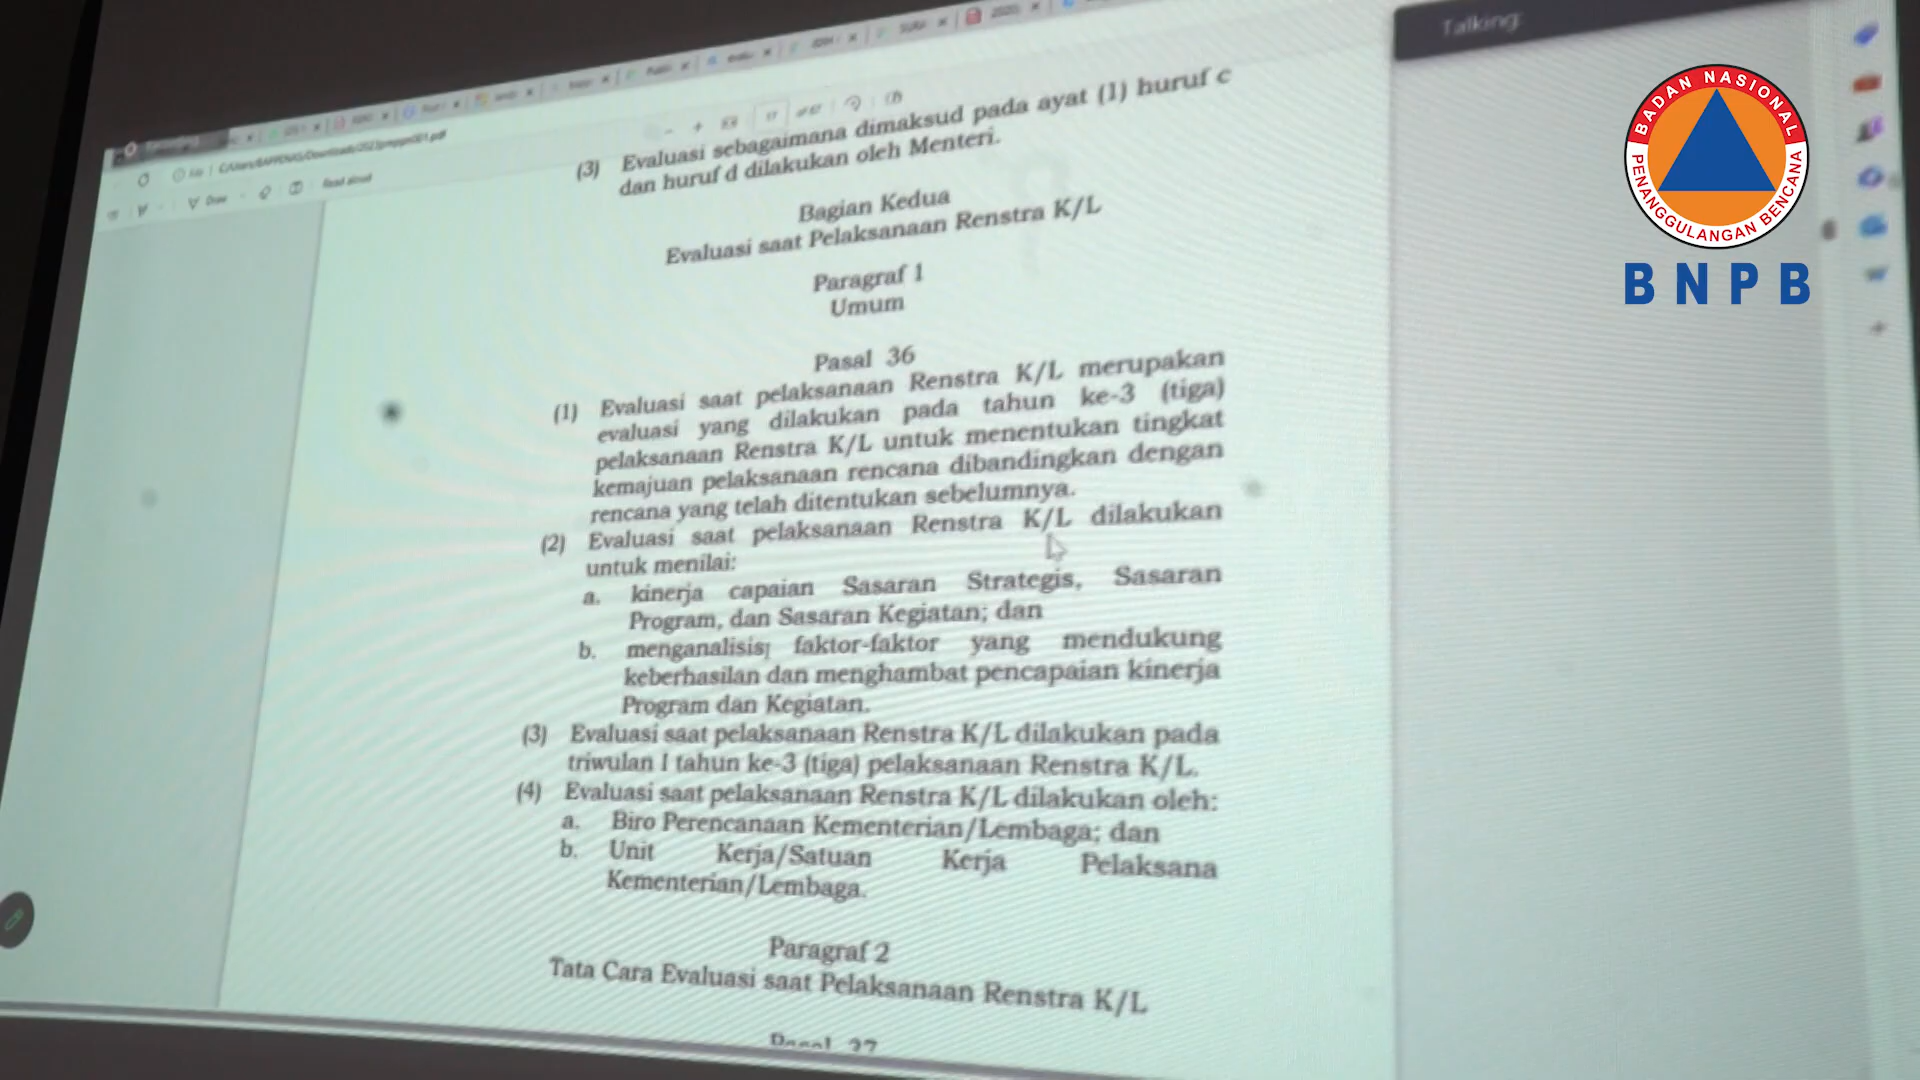 Talking:
Read aloud
Draw
(3) Evaluasi sebagaimana dimaksud pada ayat (1) huruf c
dan huruf d dilakukan oleh Menteri.
Bagian Kedua
Evaluasi saat Pelaksanaan Renstra K/L
Paragraf 1
Umum
Pasal 36
(1) Evaluasi saat pelaksanaan Renstra K/L merupakan
evaluasi yang dilakukan pada tahun ke-3 (tiga)
pelaksanaan Renstra K/L untuk menentukan tingkat
kemajuan pelaksanaan rencana dibandingkan dengan
rencana yang telah ditentukan sebelumnya.
(2) Evaluasi saat pelaksanaan Renstra K/L dilakukan
untuk menilai:
a. kinerja capaian Sasaran Strategis, Sasaran
Program, dan Sasaran Kegiatan; dan
b. menganalisis faktor-faktor yang mendukung
keberhasilan dan menghambat pencapaian kinerja
Program dan Kegiatan.
(3) Evaluasi saat pelaksanaan Renstra K/L dilakukan pada
triwulan I tahun ke-3 (tiga) pelaksanaan Renstra K/L.
(4) Evaluasi saat pelaksanaan Renstra K/L dilakukan oleh:
a. Biro Perencanaan Kementerian/Lembaga; dan
b. Unit Kerja/Satuan Kerja Pelaksana
Kementerian/Lembaga.
Paragraf 2
Tata Cara Evaluasi saat Pelaksanaan Renstra K/L
Pasal 37
BADAN NASIONAL
PENANGGULANGAN BENCANA
BNPB